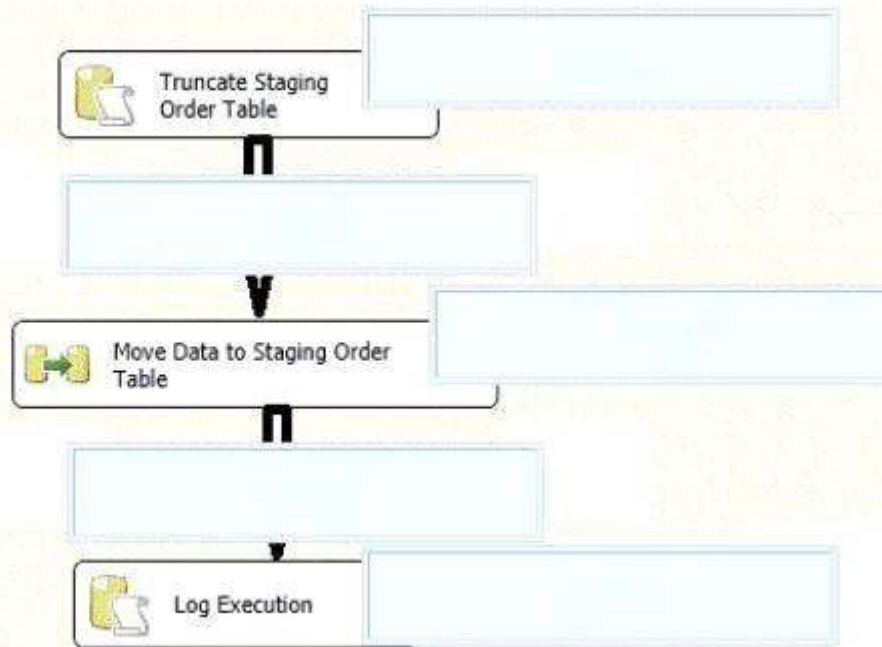 Truncate Staging
Order Table
Move Data to Staging Order
Table
Log Execution